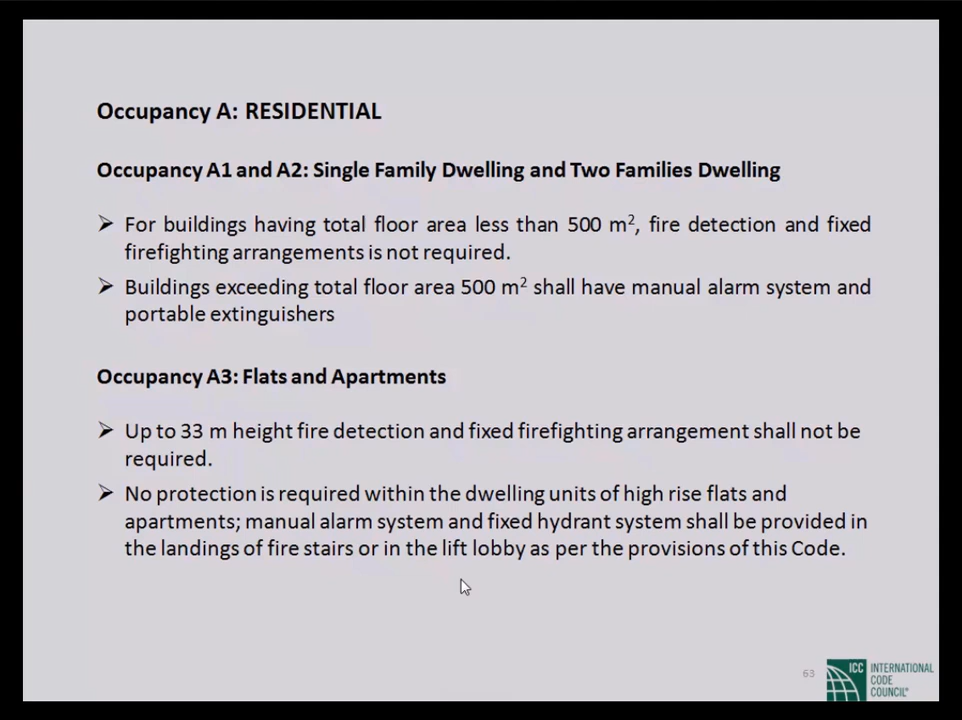 Occupancy A: RESIDENTIAL
Occupancy A1 and A2: Single Family Dwelling and Two Families Dwelling
➢ For buildings having total floor area less than 500 m², fire detection and fixed
firefighting arrangements is not required.
➢ Buildings exceeding total floor area 500 m² shall have manual alarm system and
portable extinguishers
Occupancy A3: Flats and Apartments
➢ Up to 33 m height fire detection and fixed firefighting arrangement shall not be
required.
➢ No protection is required within the dwelling units of high rise flats and
apartments; manual alarm system and fixed hydrant system shall be provided in
the landings of fire stairs or in the lift lobby as per the provisions of this Code.
63
ICC INTERNATIONAL
CODE
COUNCIL®